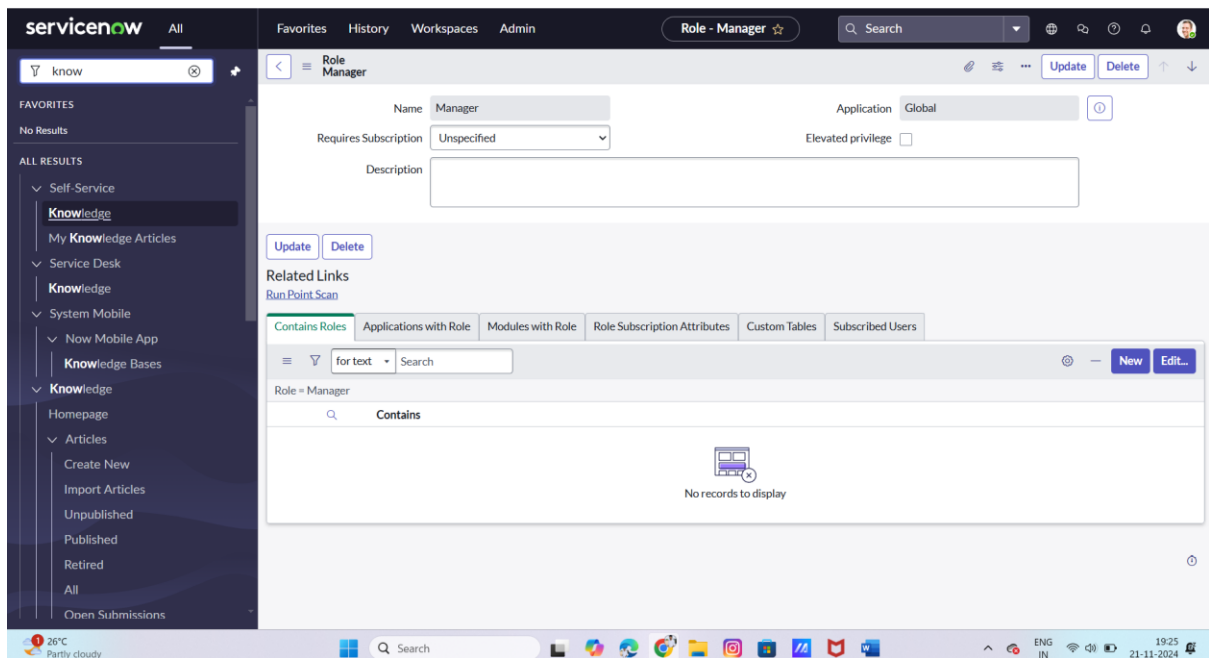 servicenow All Favorites History Workspaces Admin Role - Manager Search
know
Role
Manager
Update Delete
FAVORITES
No Results
ALL RESULTS
Self-Service
Knowledge
My Knowledge Articles
Service Desk
Knowledge
System Mobile
Now Mobile App
Knowledge Bases
Knowledge
Homepage
Articles
Create New
Import Articles
Unpublished
Published
Retired
All
Open Submissions
Name Manager Application Global
Requires Subscription Unspecified Elevated privilege
Description
Update Delete
Related Links
Run Point Scan
Contains Roles Applications with Role Modules with Role Role Subscription Attributes Custom Tables Subscribed Users
for text Search New Edit...
Role = Manager
Contains
No records to display
1 26°C
Partly cloudy
Search
ENG
IN
19:25
21-11-2024